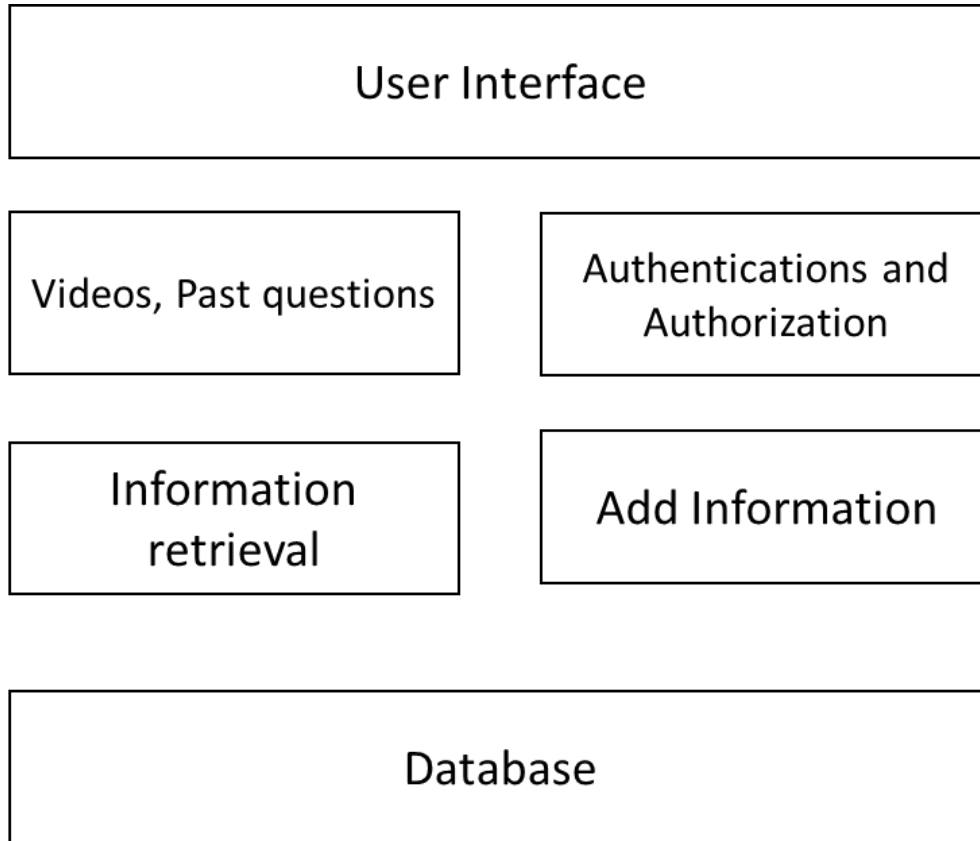 User Interface
Videos, Past questions
Authentications and
Authorization
Information
retrieval
Add Information
Database